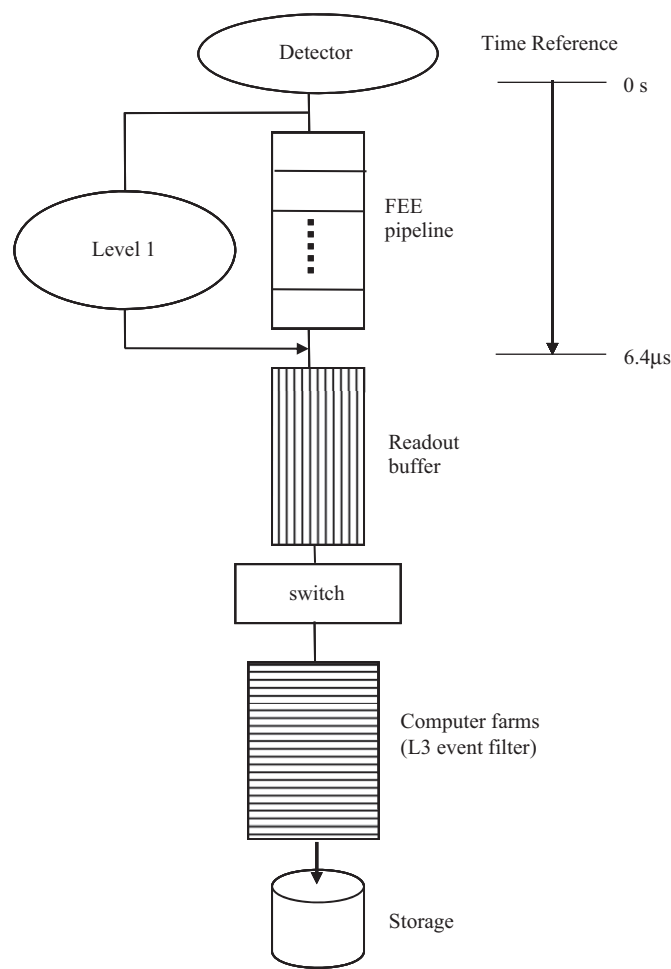 Detector
Time Reference
0 s
Level 1
FEE
pipeline
6.4μs
Readout
buffer
switch
Computer farms
(L3 event filter)
Storage